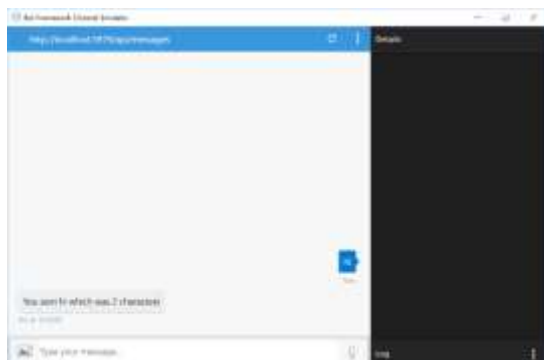 Bot Framework Channel Emulator
http://localhost:3979/api/messages
Details
You
You sent hi which was 2 characters
Type your message...
Log